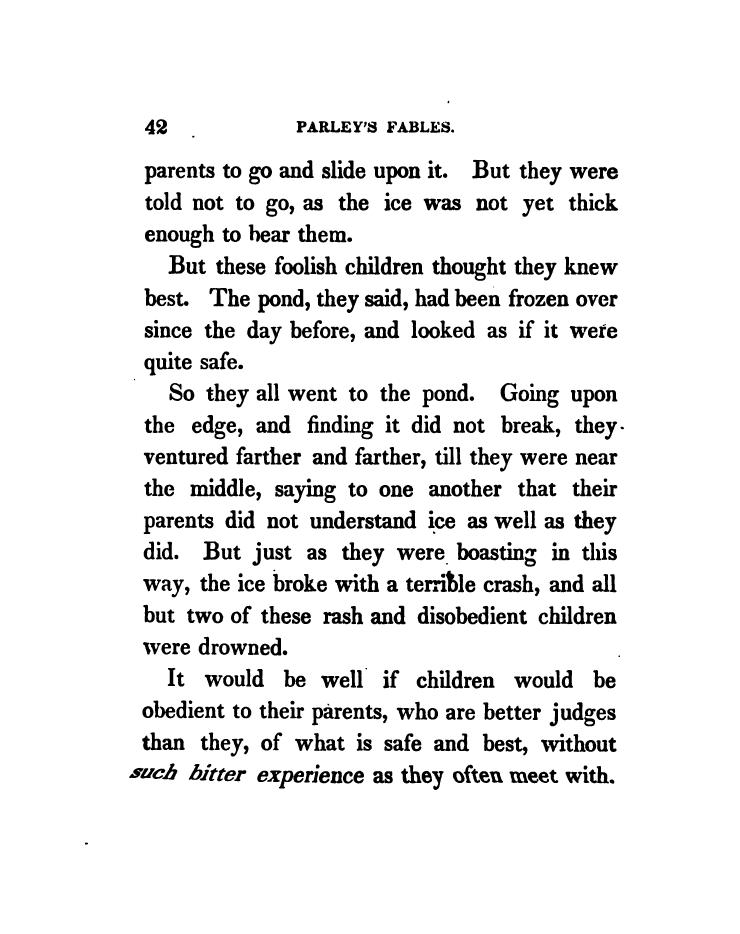 42 PARLEY'S FABLES.
parents to go and slide upon it. But they were
told not to go, as the ice was not yet thick
enough to bear them.
But these foolish children thought they knew
best. The pond, they said, had been frozen over
since the day before, and looked as if it were
quite safe.
So they all went to the pond. Going upon
the edge, and finding it did not break, they
ventured farther and farther, till they were near
the middle, saying to one another that their
parents did not understand ice as well as they
did. But just as they were boasting in this
way, the ice broke with a terrible crash, and all
but two of these rash and disobedient children
were drowned.
It would be well if children would be
obedient to their parents, who are better judges
than they, of what is safe and best, without
such bitter experience as they often meet with.